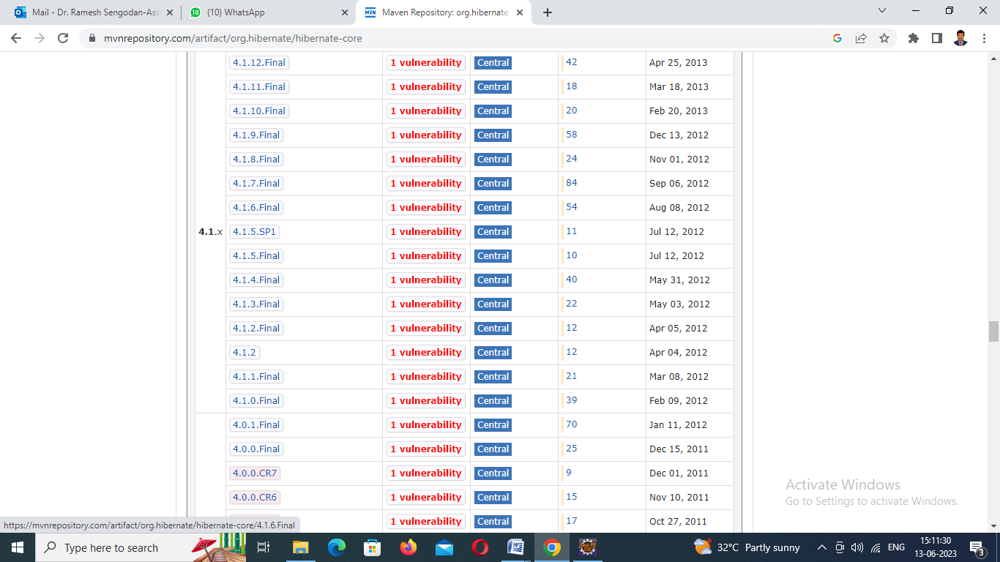 Mail - Dr. Ramesh Sengodan-Ass
(10) WhatsApp
MVN Maven Repository: org.hibernate
mvnrepository.com/artifact/org.hibernate/hibernate-core
4.1.12.Final 1 vulnerability Central 42 Apr 25, 2013
4.1.11.Final 1 vulnerability Central 18 Mar 18, 2013
4.1.10.Final 1 vulnerability Central 20 Feb 20, 2013
4.1.9.Final 1 vulnerability Central 58 Dec 13, 2012
4.1.8.Final 1 vulnerability Central 24 Nov 01, 2012
4.1.7.Final 1 vulnerability Central 84 Sep 06, 2012
4.1.6.Final 1 vulnerability Central 54 Aug 08, 2012
4.1.x 4.1.5.SP1 1 vulnerability Central 11 Jul 12, 2012
4.1.5.Final 1 vulnerability Central 10 Jul 12, 2012
4.1.4.Final 1 vulnerability Central 40 May 31, 2012
4.1.3.Final 1 vulnerability Central 22 May 03, 2012
4.1.2.Final 1 vulnerability Central 12 Apr 05, 2012
4.1.2 1 vulnerability Central 12 Apr 04, 2012
4.1.1.Final 1 vulnerability Central 21 Mar 08, 2012
4.1.0.Final 1 vulnerability Central 39 Feb 09, 2012
4.0.1.Final 1 vulnerability Central 70 Jan 11, 2012
4.0.0.Final 1 vulnerability Central 25 Dec 15, 2011
4.0.0.CR7 1 vulnerability Central 9 Dec 01, 2011
4.0.0.CR6 1 vulnerability Central 15 Nov 10, 2011
1 vulnerability Central 17 Oct 27, 2011
Activate Windows
Go to Settings to activate Windows.
https://mvnrepository.com/artifact/org.hibernate/hibernate-core/4.1.6.Final
Type here to search
32°C Partly sunny
ENG
15:11:30
13-06-2023
3